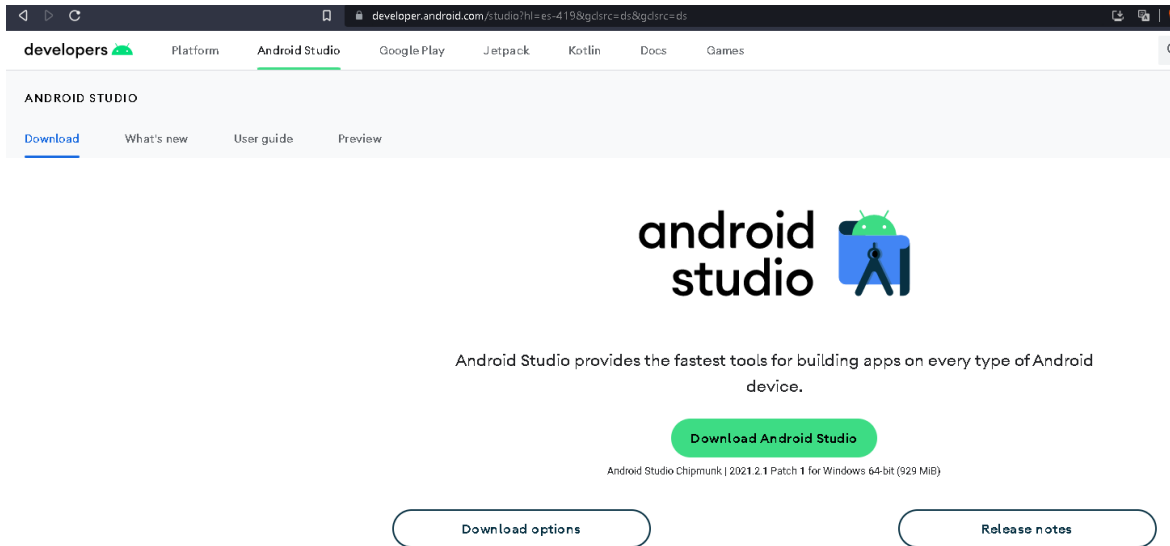 developer.android.com/studio?hl=es-419&gclsrc=ds&gclsrc=ds
developers Platform Android Studio Google Play Jetpack Kotlin Docs Games
ANDROID STUDIO
Download What's new User guide Preview
android
studio
Android Studio provides the fastest tools for building apps on every type of Android
device.
Download Android Studio
Android Studio Chipmunk | 2021.2.1 Patch 1 for Windows 64-bit (929 MiB)
Download options Release notes